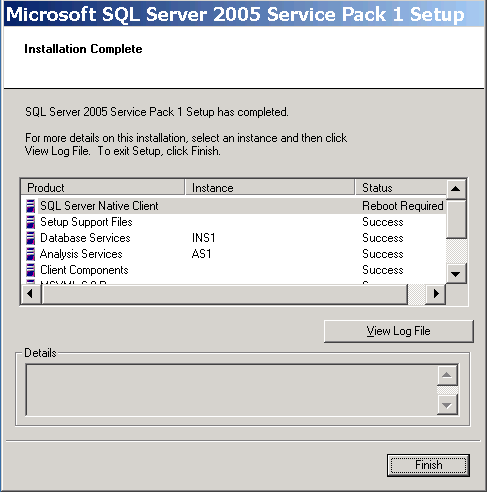 Microsoft SQL Server 2005 Service Pack 1 Setup
Installation Complete
SQL Server 2005 Service Pack 1 Setup has completed.
For more details on this installation, select an instance and then click
View Log File. To exit Setup, click Finish.
Product Instance Status
SQL Server Native Client Reboot Required
Setup Support Files Success
Database Services INS1 Success
Analysis Services AS1 Success
Client Components Success
View Log File
Details
Finish